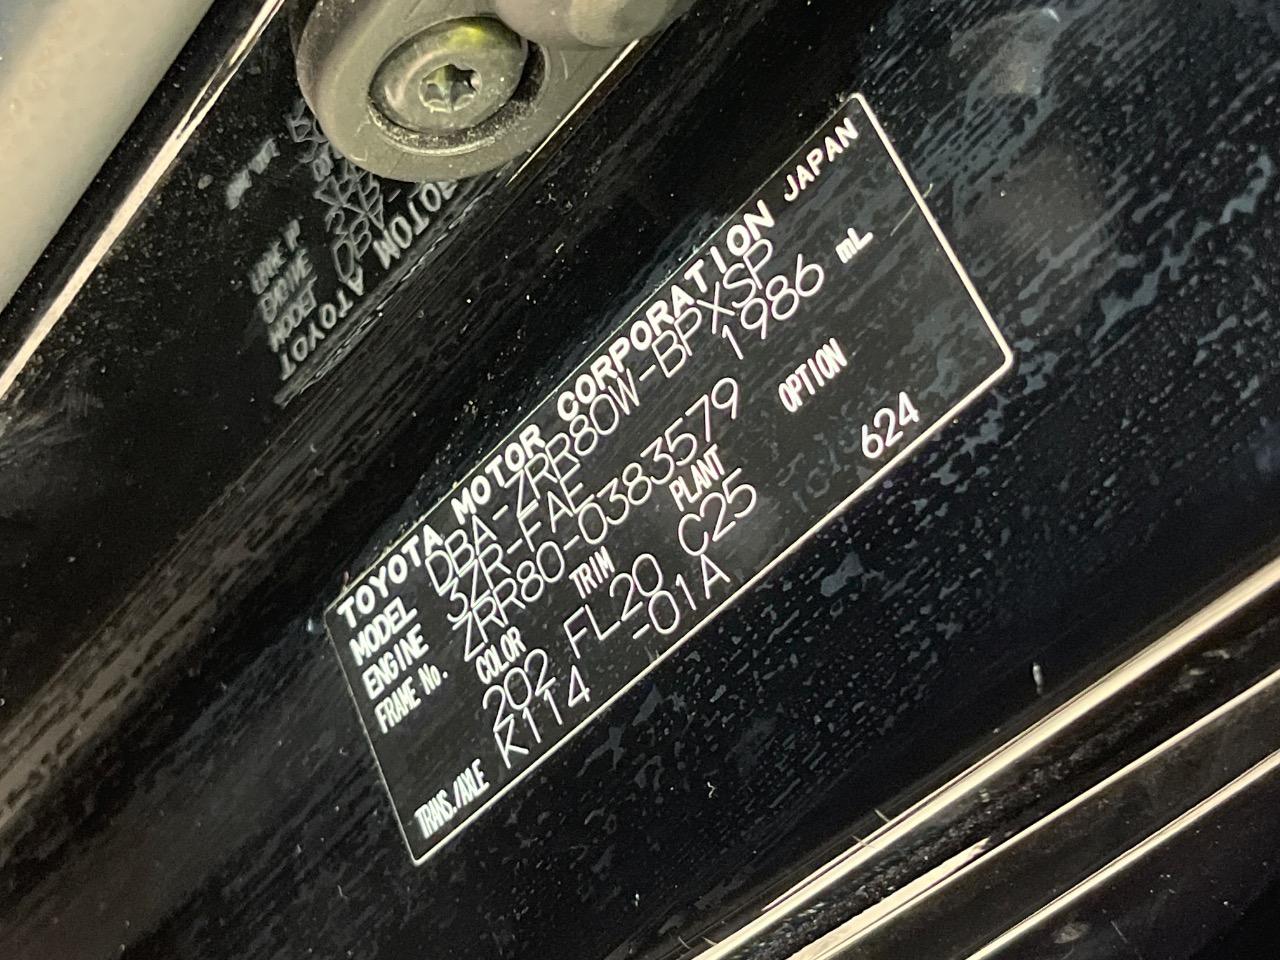 TOYOTA MOTOR CORPORATION JAPAN
MODEL DBA-ZRR80W-BPXSP
ENGINE 3ZR-FAE 1986 mL
FRAME No. ZRR80-0383579
COLOR TRIM PLANT OPTION
202 FL20 C25 624
TRANS./AXLE K114 -01A